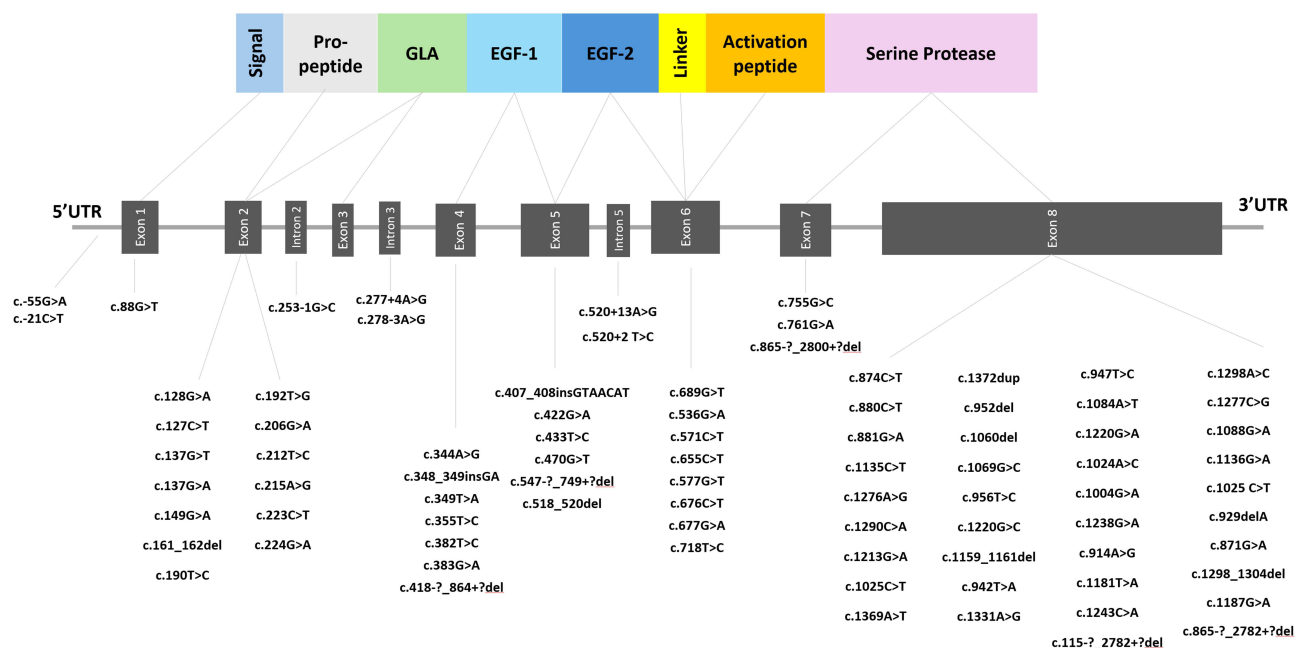 Signal
Pro-
peptide
GLA
EGF-1
EGF-2
Linker
Activation
peptide
Serine Protease
5’UTR
Exon 1
Exon 2
Intron 2
Exon 3
Intron 3
Exon 4
Exon 5
Intron 5
Exon 6
Exon 7
Exon 8
3’UTR
c.-55G>A
c.-21C>T
c.88G>T
c.253-1G>C
c.277+4A>G
c.278-3A>G
c.520+13A>G
c.520+2 T>C
c.755G>C
c.761G>A
c.865-?_2800+?del
c.128G>A
c.127C>T
c.137G>T
c.137G>A
c.149G>A
c.161_162del
c.190T>C
c.192T>G
c.206G>A
c.212T>C
c.215A>G
c.223C>T
c.224G>A
c.344A>G
c.348_349insGA
c.349T>A
c.355T>C
c.382T>C
c.383G>A
c.418-?_864+?del
c.407_408insGTAACAT
c.422G>A
c.433T>C
c.470G>T
c.547-?_749+?del
c.518_520del
c.689G>T
c.536G>A
c.571C>T
c.655C>T
c.577G>T
c.676C>T
c.677G>A
c.718T>C
c.874C>T
c.880C>T
c.881G>A
c.1135C>T
c.1276A>G
c.1290C>A
c.1213G>A
c.1025C>T
c.1369A>T
c.1372dup
c.952del
c.1060del
c.1069G>C
c.956T>C
c.1220G>C
c.1159_1161del
c.942T>A
c.1331A>G
c.947T>C
c.1084A>T
c.1220G>A
c.1024A>C
c.1004G>A
c.1238G>A
c.914A>G
c.1181T>A
c.1243C>A
c.115-?_2782+?del
c.1298A>C
c.1277C>G
c.1088G>A
c.1136G>A
c.1025 C>T
c.929delA
c.871G>A
c.1298_1304del
c.1187G>A
c.865-?_2782+?del